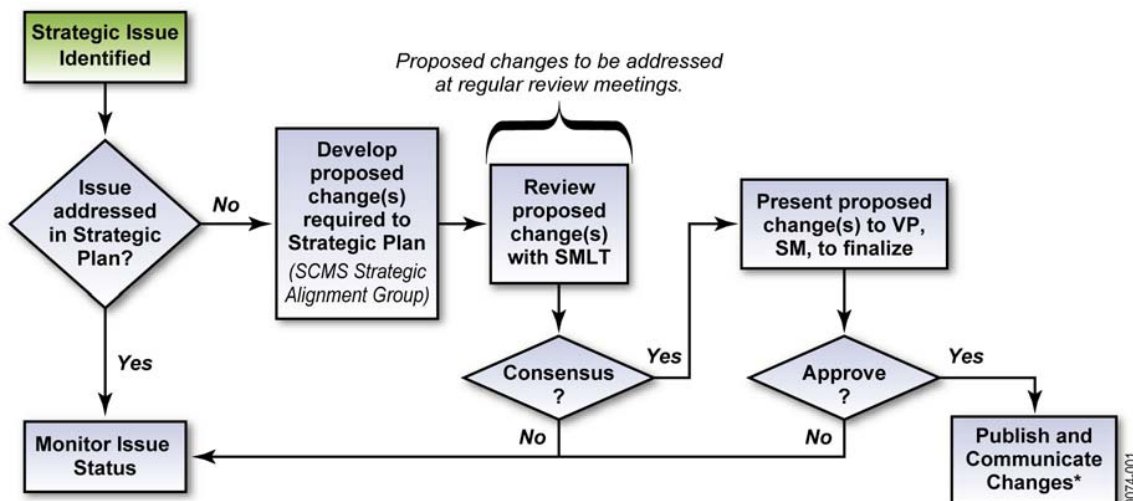 Strategic Issue
Identified
Proposed changes to be addressed
at regular review meetings.
Issue
addressed
in Strategic
Plan?
No
Develop
proposed
change(s)
required to
Strategic Plan
(SCMS Strategic
Alignment Group)
Review
proposed
change(s)
with SMLT
Present proposed
change(s) to VP,
SM, to finalize
Yes
Consensus
?
Yes
Approve
?
Yes
No
No
Monitor Issue
Status
Publish and
Communicate
Changes*